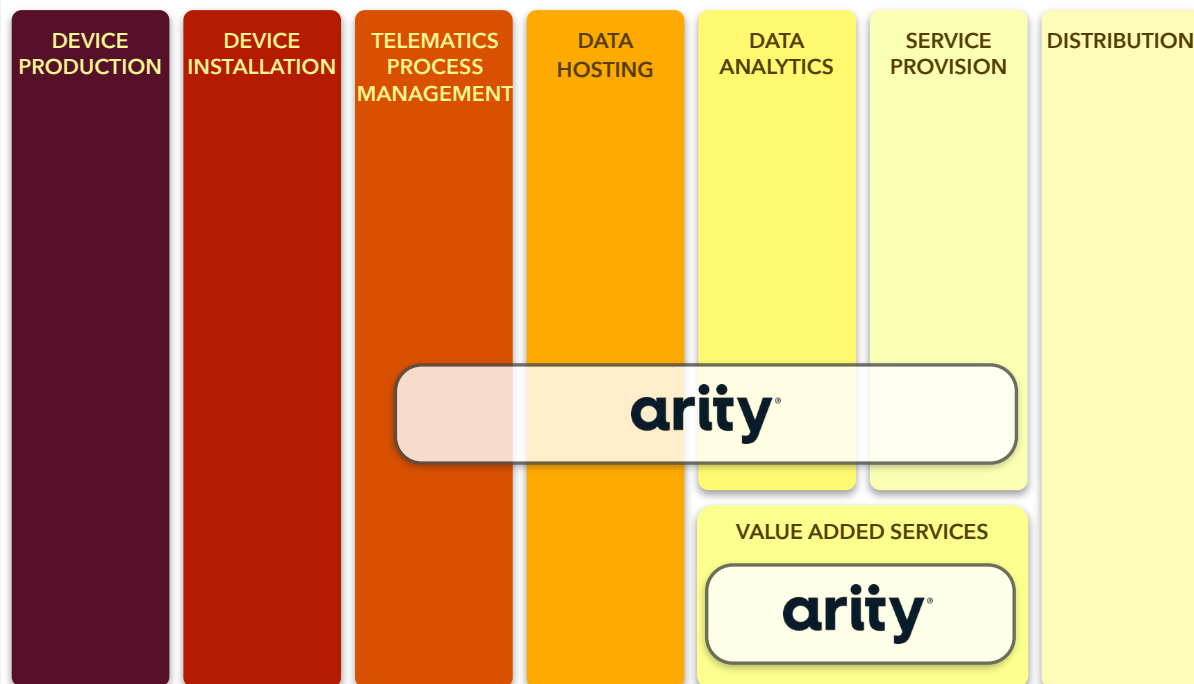 DEVICE
PRODUCTION
DEVICE
INSTALLATION
TELEMATICS
PROCESS
MANAGEMENT
DATA
HOSTING
DATA
ANALYTICS
SERVICE
PROVISION
DISTRIBUTION
arity®
VALUE ADDED SERVICES
arity®